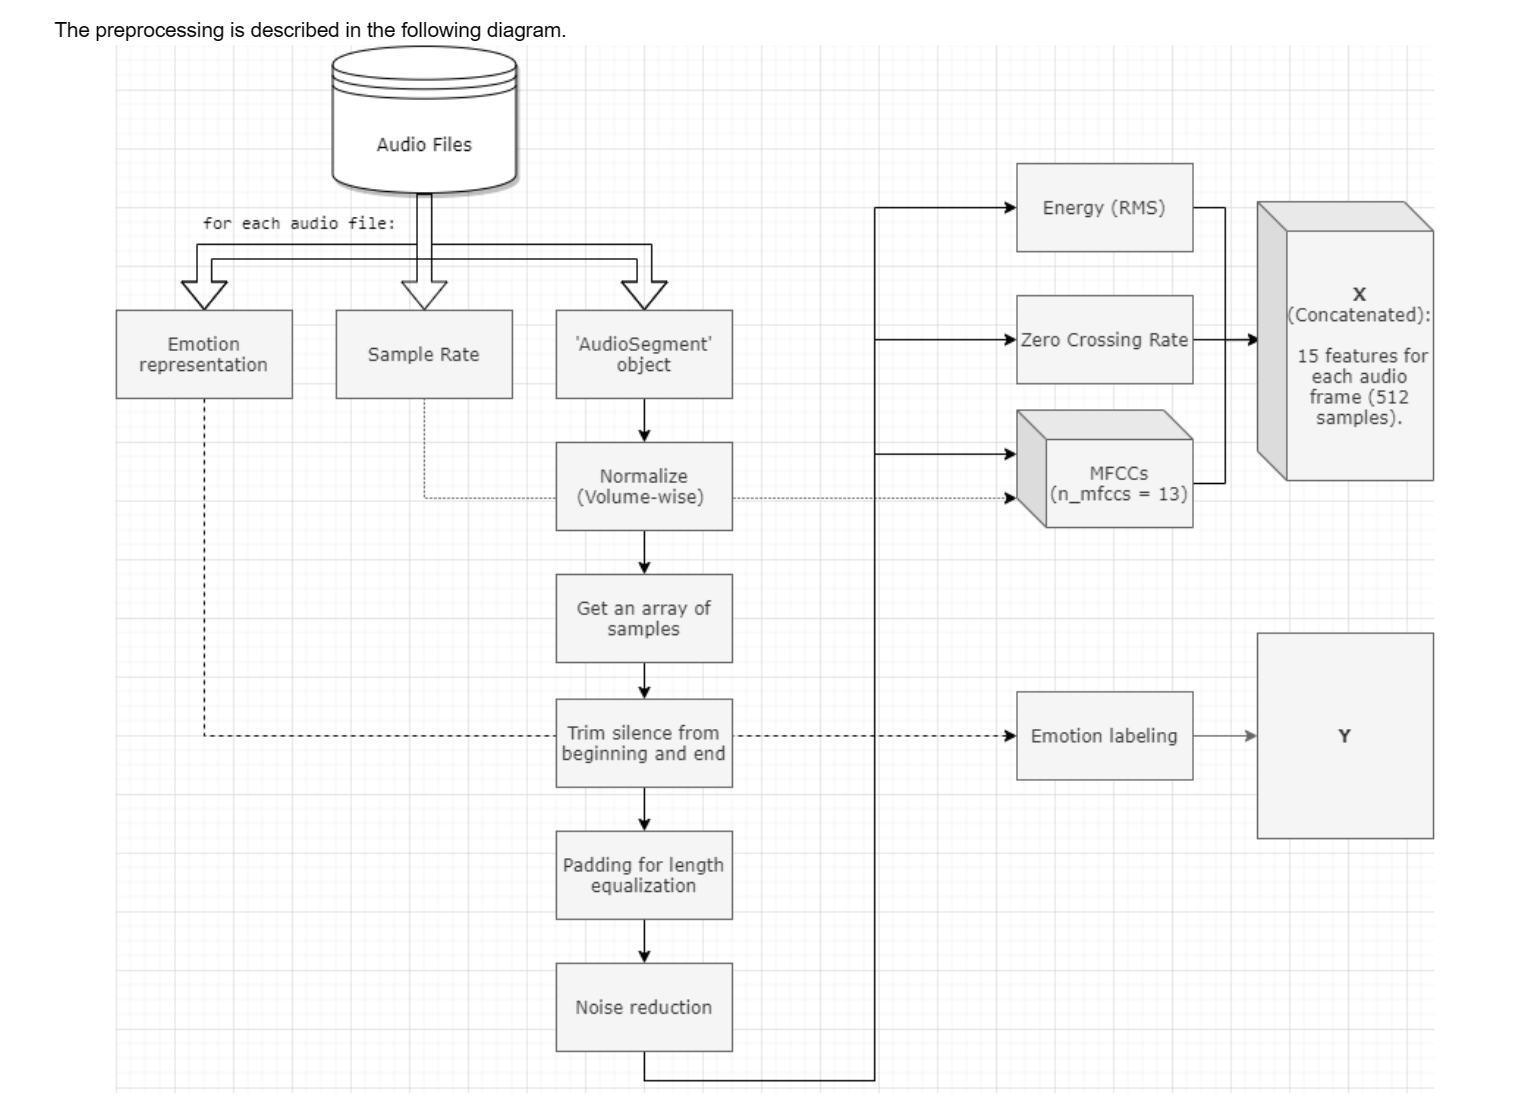 The preprocessing is described in the following diagram.
Audio Files
for each audio file:
Emotion
representation
Sample Rate
'AudioSegment'
object
Normalize
(Volume-wise)
Get an array of
samples
Trim silence from
beginning and end
Padding for length
equalization
Noise reduction
Energy (RMS)
Zero Crossing Rate
MFCCs
(n_mfccs = 13)
X
(Concatenated):
15 features for
each audio
frame (512
samples).
Emotion labeling
Y